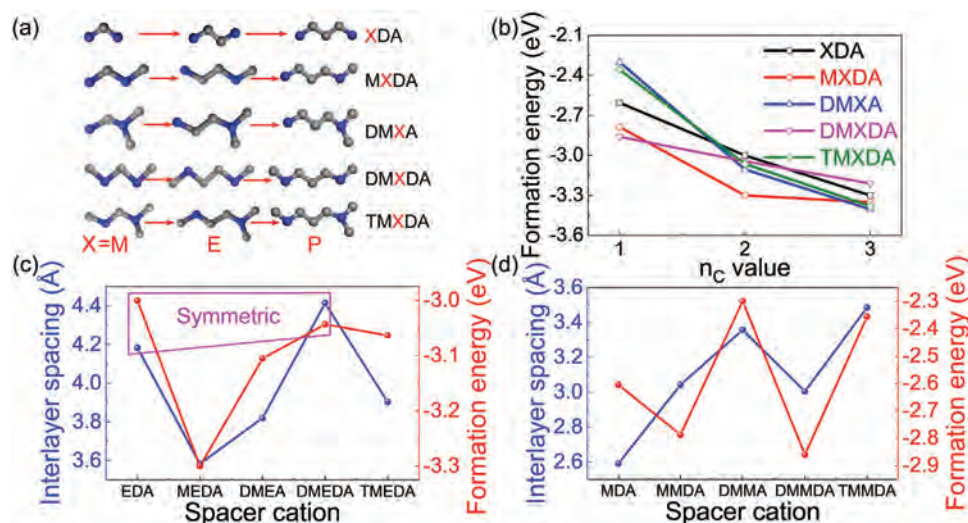 (a)
XDA
MXDA
DMXA
DMXDA
TMXDA
X=M E P
(b)
Formation energy (eV)
-2.1
-2.4
-2.7
-3.0
-3.3
-3.6
1 2 3
n_C value
XDA
MXDA
DMXA
DMXDA
TMXDA
(c)
Interlayer spacing (Å)
4.4
4.2
4.0
3.8
3.6
Symmetric
-3.0
-3.1
-3.2
-3.3
Formation energy (eV)
EDA MEDA DMEA DMEDA TMEDA
Spacer cation
(d)
Interlayer spacing (Å)
3.6
3.4
3.2
3.0
2.8
2.6
-2.3
-2.4
-2.5
-2.6
-2.7
-2.8
-2.9
Formation energy (eV)
MDA MMDA DMMA DMMDA TMMDA
Spacer cation